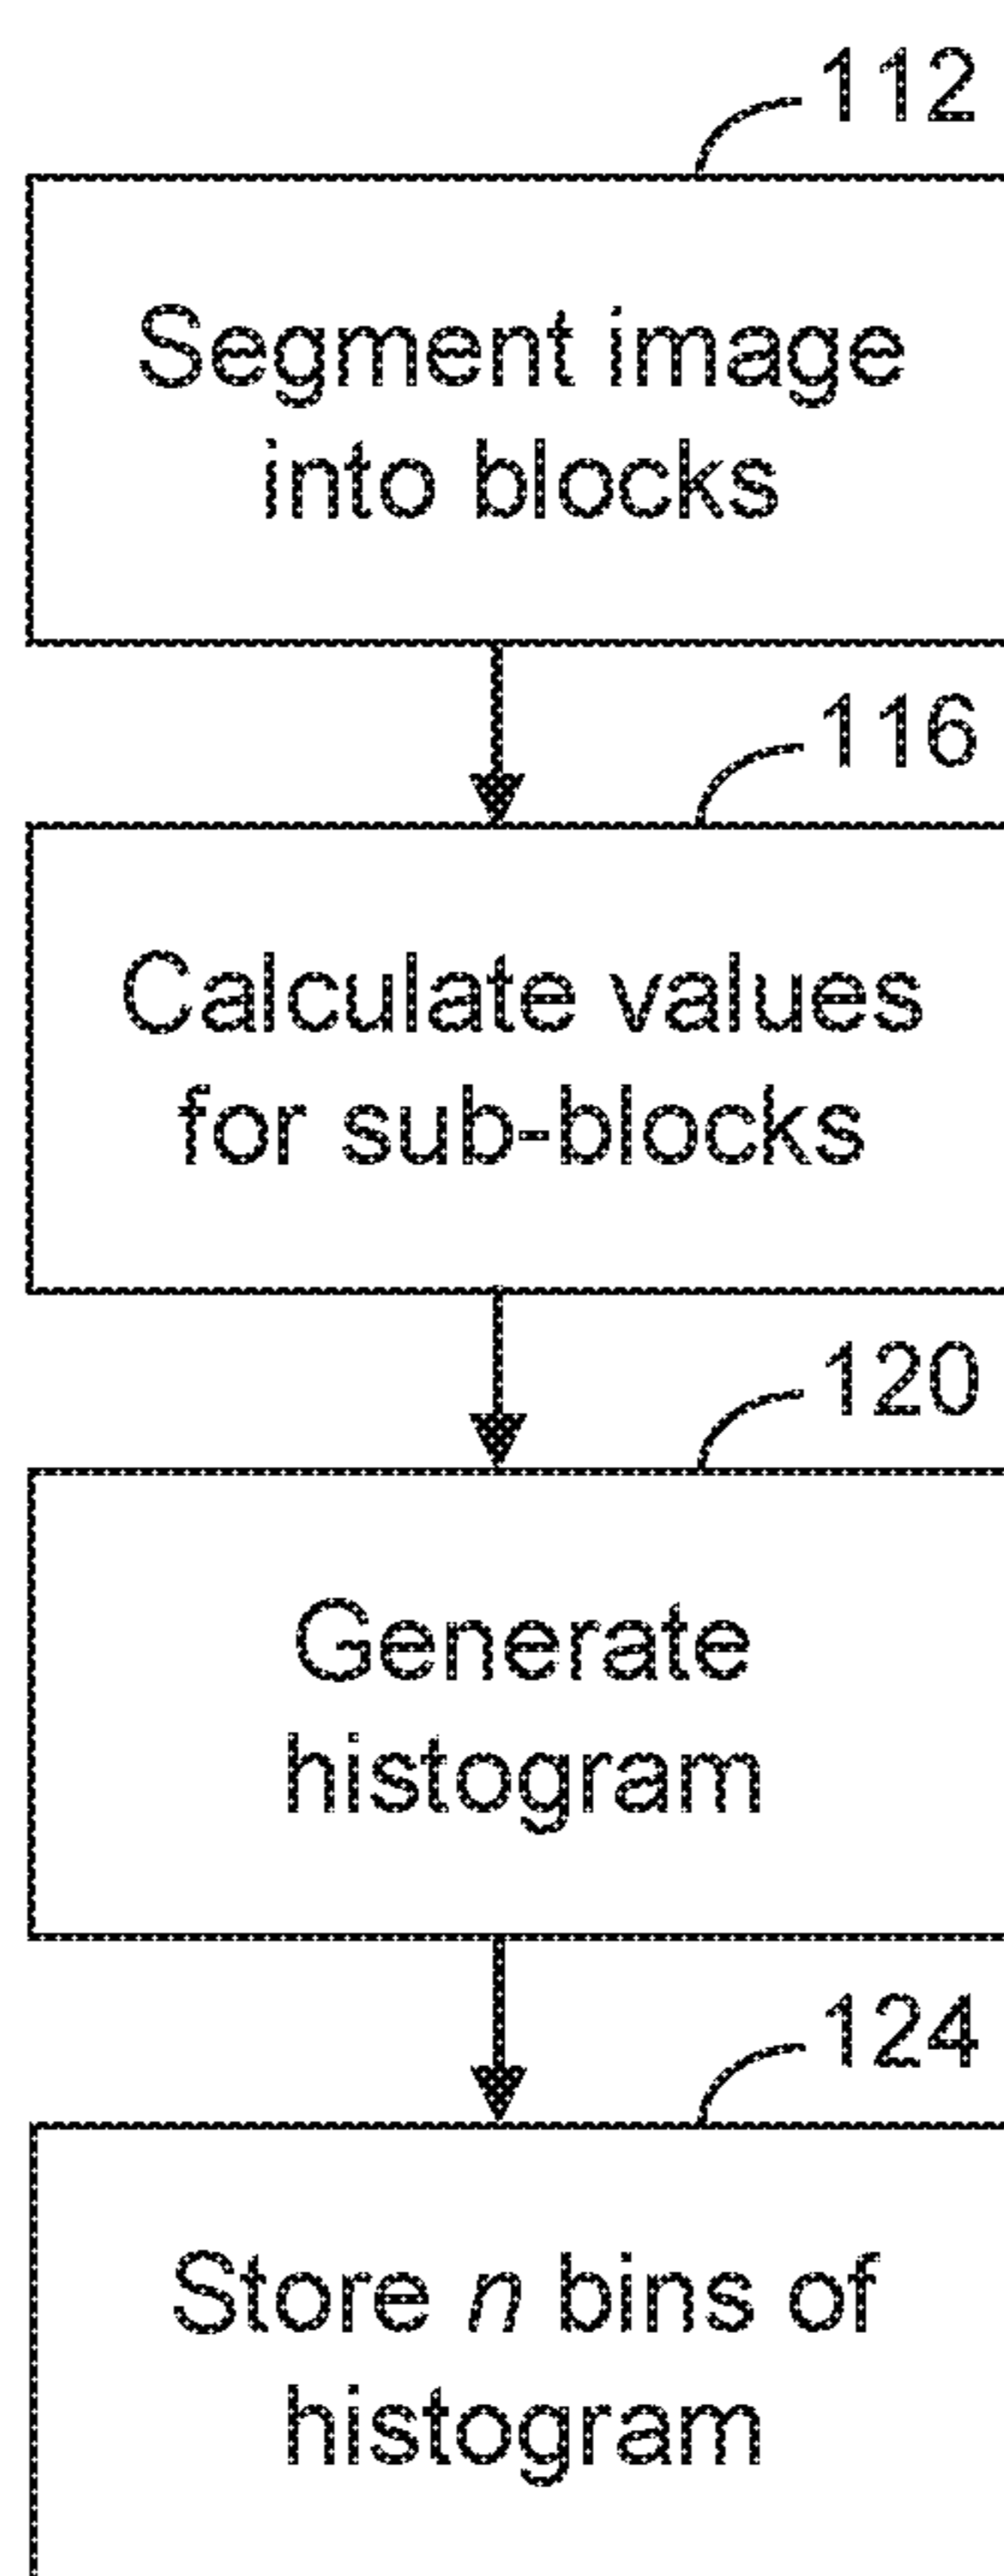 112
Segment image
into blocks
116
Calculate values
for sub-blocks
120
Generate
histogram
124
Store n bins of
histogram